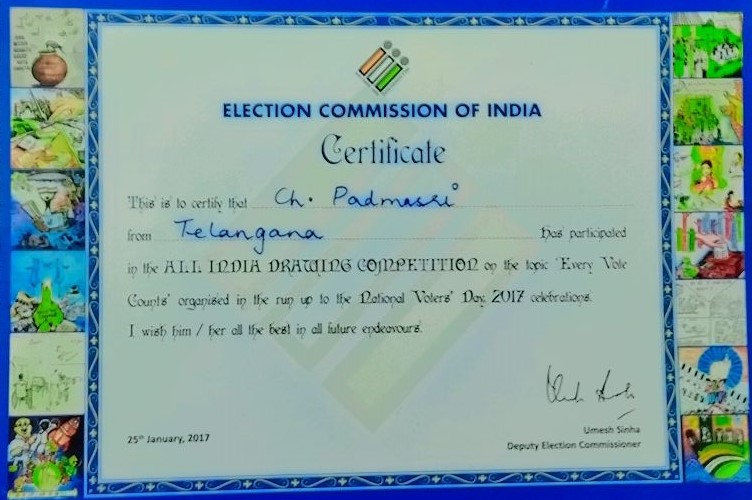 ELECTION COMMISSION OF INDIA
Certificate
This is to certify that Ch. Padmasri
from Telangana Has participated
in the ALL INDIA DRAWING COMPETITION on the topic 'Every Vote
Counts' organised in the run up to the National Voters' Day, 2017 celebrations.
I wish him / her all the best in all future endeavours.
25th January, 2017
Umesh Sinha
Deputy Election Commissioner